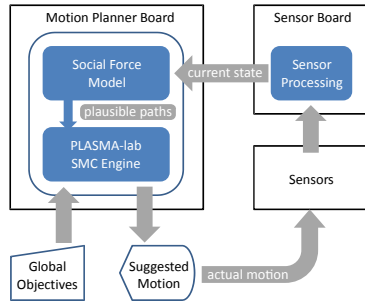 Motion Planner Board
Sensor Board
Social Force
Model
current state
Sensor
Processing
plausible paths
PLASMA-lab
SMC Engine
Sensors
Global
Objectives
Suggested
Motion
actual motion